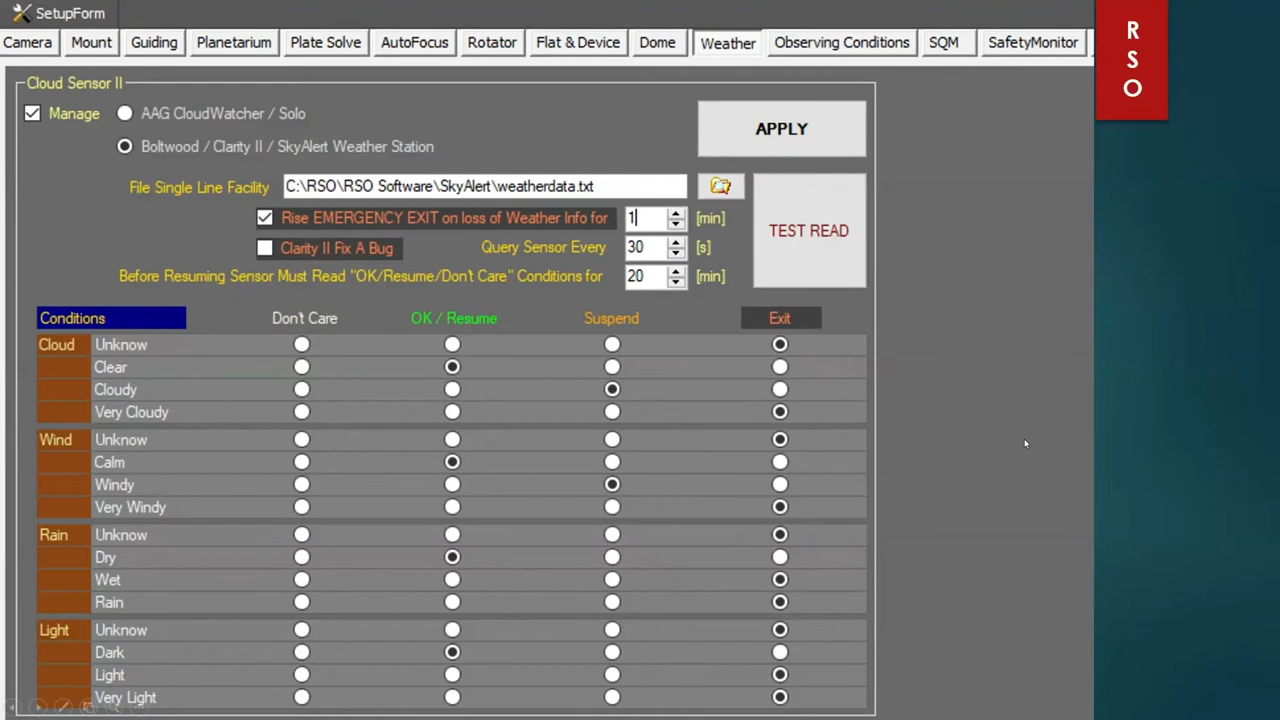 SetupForm
Camera Mount Guiding Planetarium Plate Solve AutoFocus Rotator Flat & Device Dome Weather Observing Conditions SQM SafetyMonitor
R
S
O
Cloud Sensor II
Manage AAG CloudWatcher / Solo
APPLY
Boltwood / Clarity II / SkyAlert Weather Station
File Single Line Facility C:\RSO\RSO Software\SkyAlert\weatherdata.txt
Rise EMERGENCY EXIT on loss of Weather Info for 1 [min]
TEST READ
Clarity II Fix A Bug Query Sensor Every 30 [s]
Before Resuming Sensor Must Read "OK/Resume/Don't Care" Conditions for 20 [min]
Conditions Don't Care OK / Resume Suspend Exit
Cloud Unknow
Clear
Cloudy
Very Cloudy
Wind Unknow
Calm
Windy
Very Windy
Rain Unknow
Dry
Wet
Rain
Light Unknow
Dark
Light
Very Light